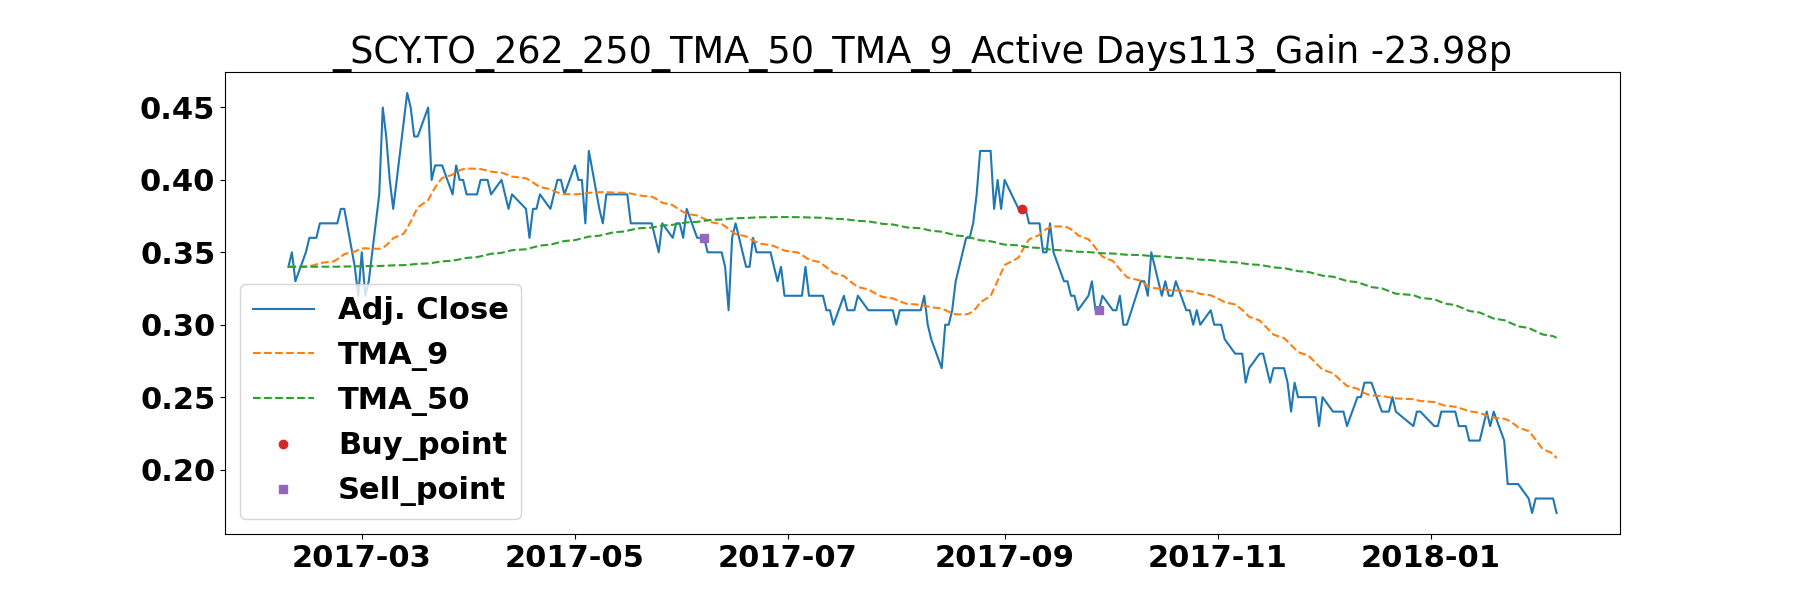 _SCY.TO_262_250_TMA_50_TMA_9_Active Days113_Gain -23.98p
0.45
0.40
0.35
0.30
0.25
0.20
Adj. Close
TMA_9
TMA_50
Buy_point
Sell_point
2017-03 2017-05 2017-07 2017-09 2017-11 2018-01